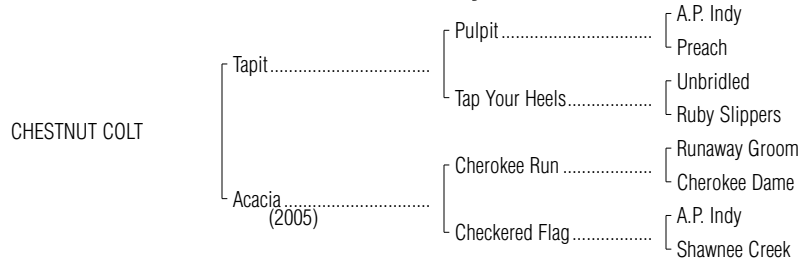 A.P. Indy
Pulpit..............................
Preach
Tapit................................
Unbridled
Tap Your Heels.................
Ruby Slippers
CHESTNUT COLT
Runaway Groom
Cherokee Run ..................
Cherokee Dame
Acacia.............................
(2005)
A.P. Indy
Checkered Flag................
Shawnee Creek